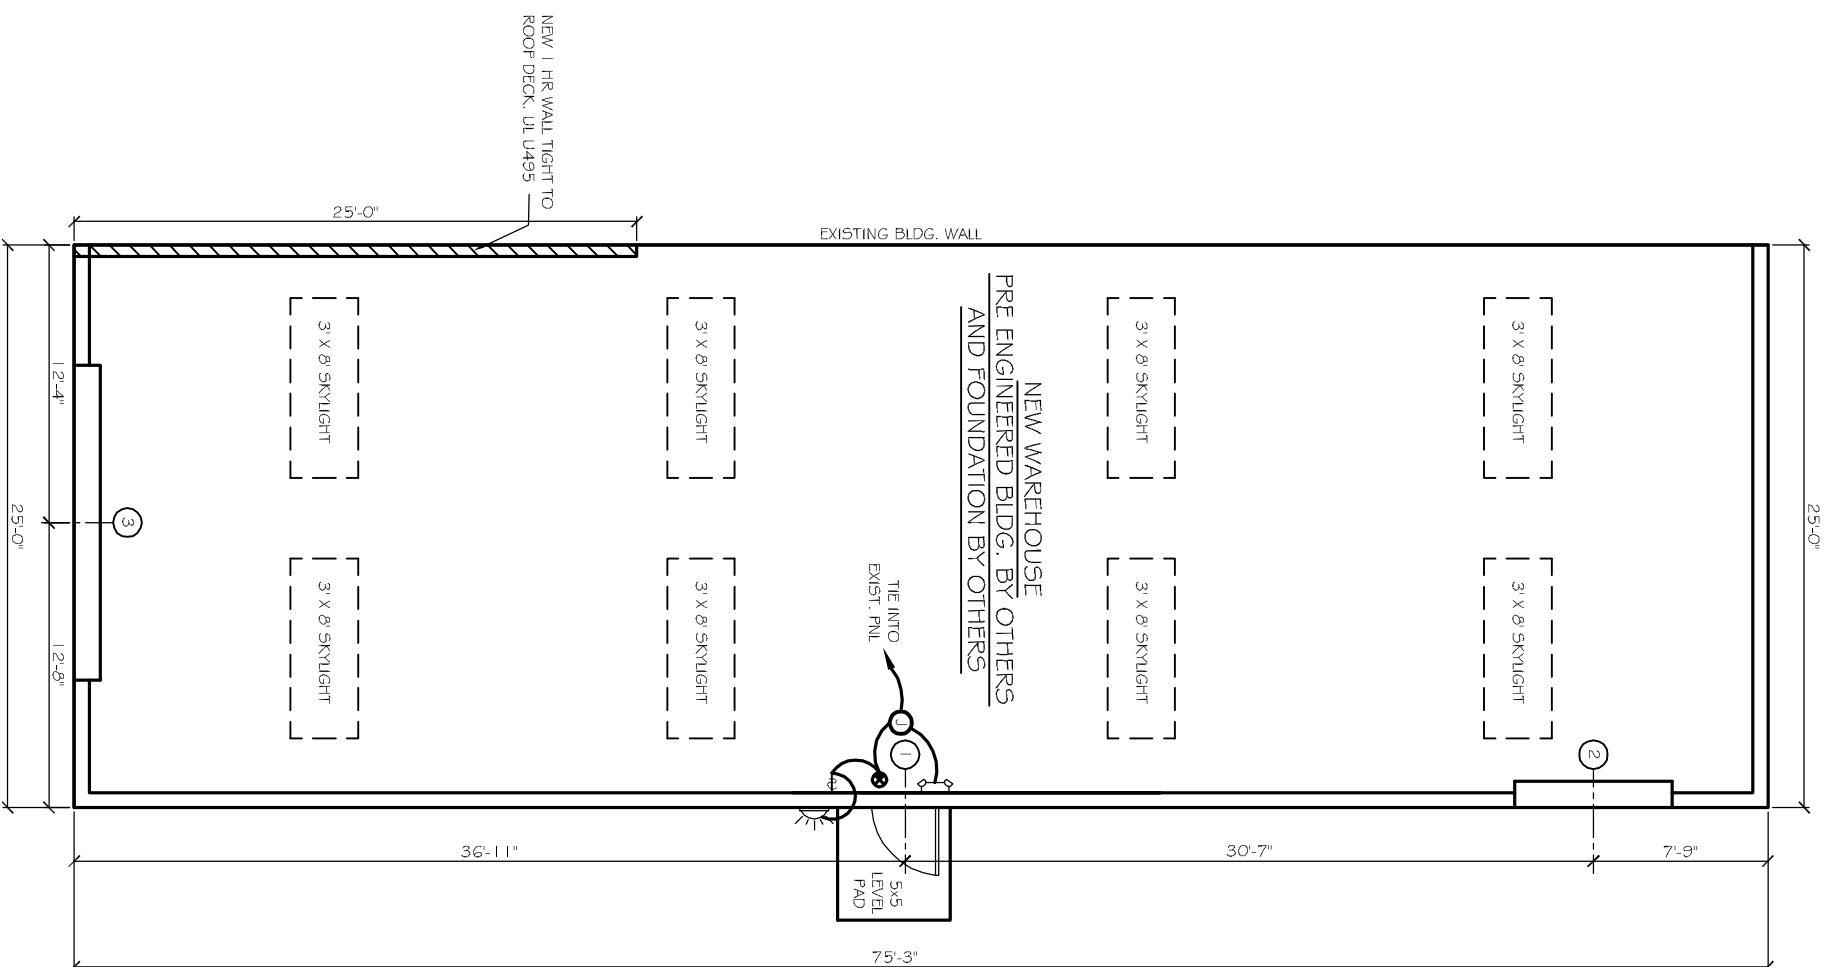 NEW 1 HR WALL TIGHT TO
ROOF DECK. UL U495
25'-0"
EXISTING BLDG. WALL
25'-0"
3' X 8' SKYLIGHT
3' X 8' SKYLIGHT
3' X 8' SKYLIGHT
3' X 8' SKYLIGHT
NEW WAREHOUSE
PRE ENGINEERED BLDG. BY OTHERS
AND FOUNDATION BY OTHERS
12'-4"
25'-0"
3
3' X 8' SKYLIGHT
3' X 8' SKYLIGHT
3' X 8' SKYLIGHT
3' X 8' SKYLIGHT
TIE INTO
EXIST. PNL
12'-8"
J
1
2
36'-11"
30'-7"
7'-9"
5x5
LEVEL
PAD
75'-3"